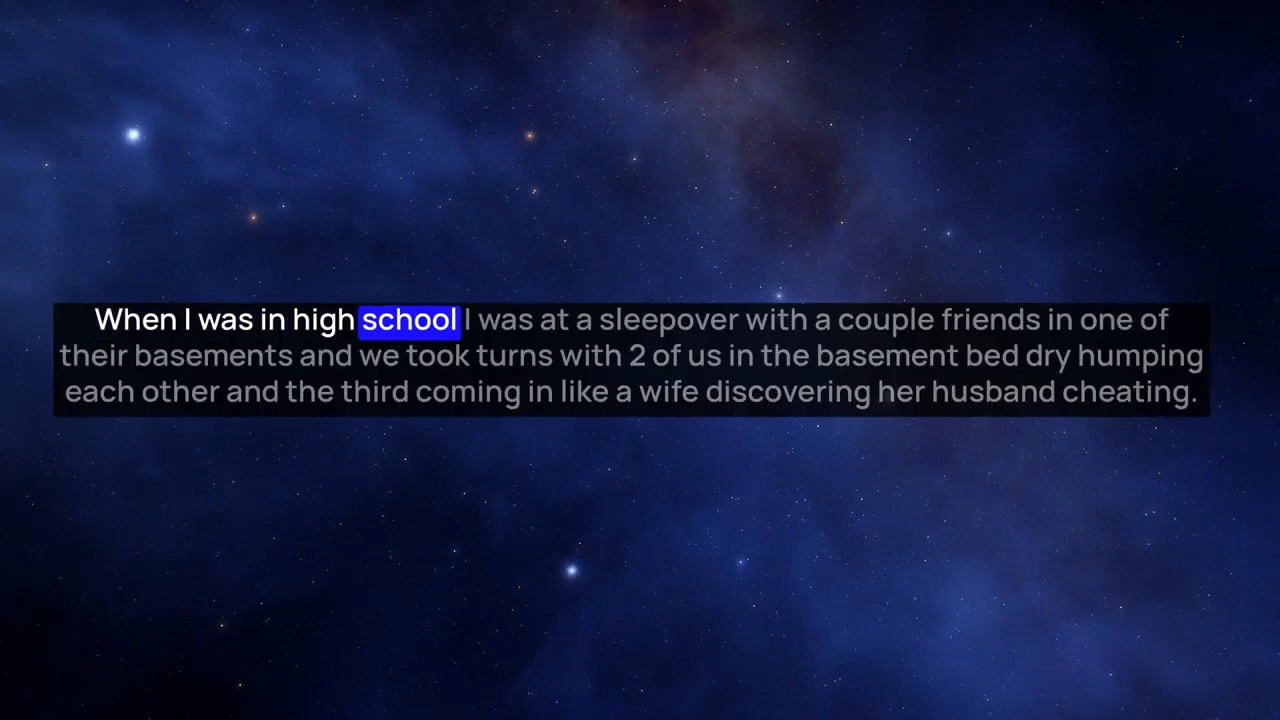 When I was in high school I was at a sleepover with a couple friends in one of
their basements and we took turns with 2 of us in the basement bed dry humping
each other and the third coming in like a wife discovering her husband cheating.